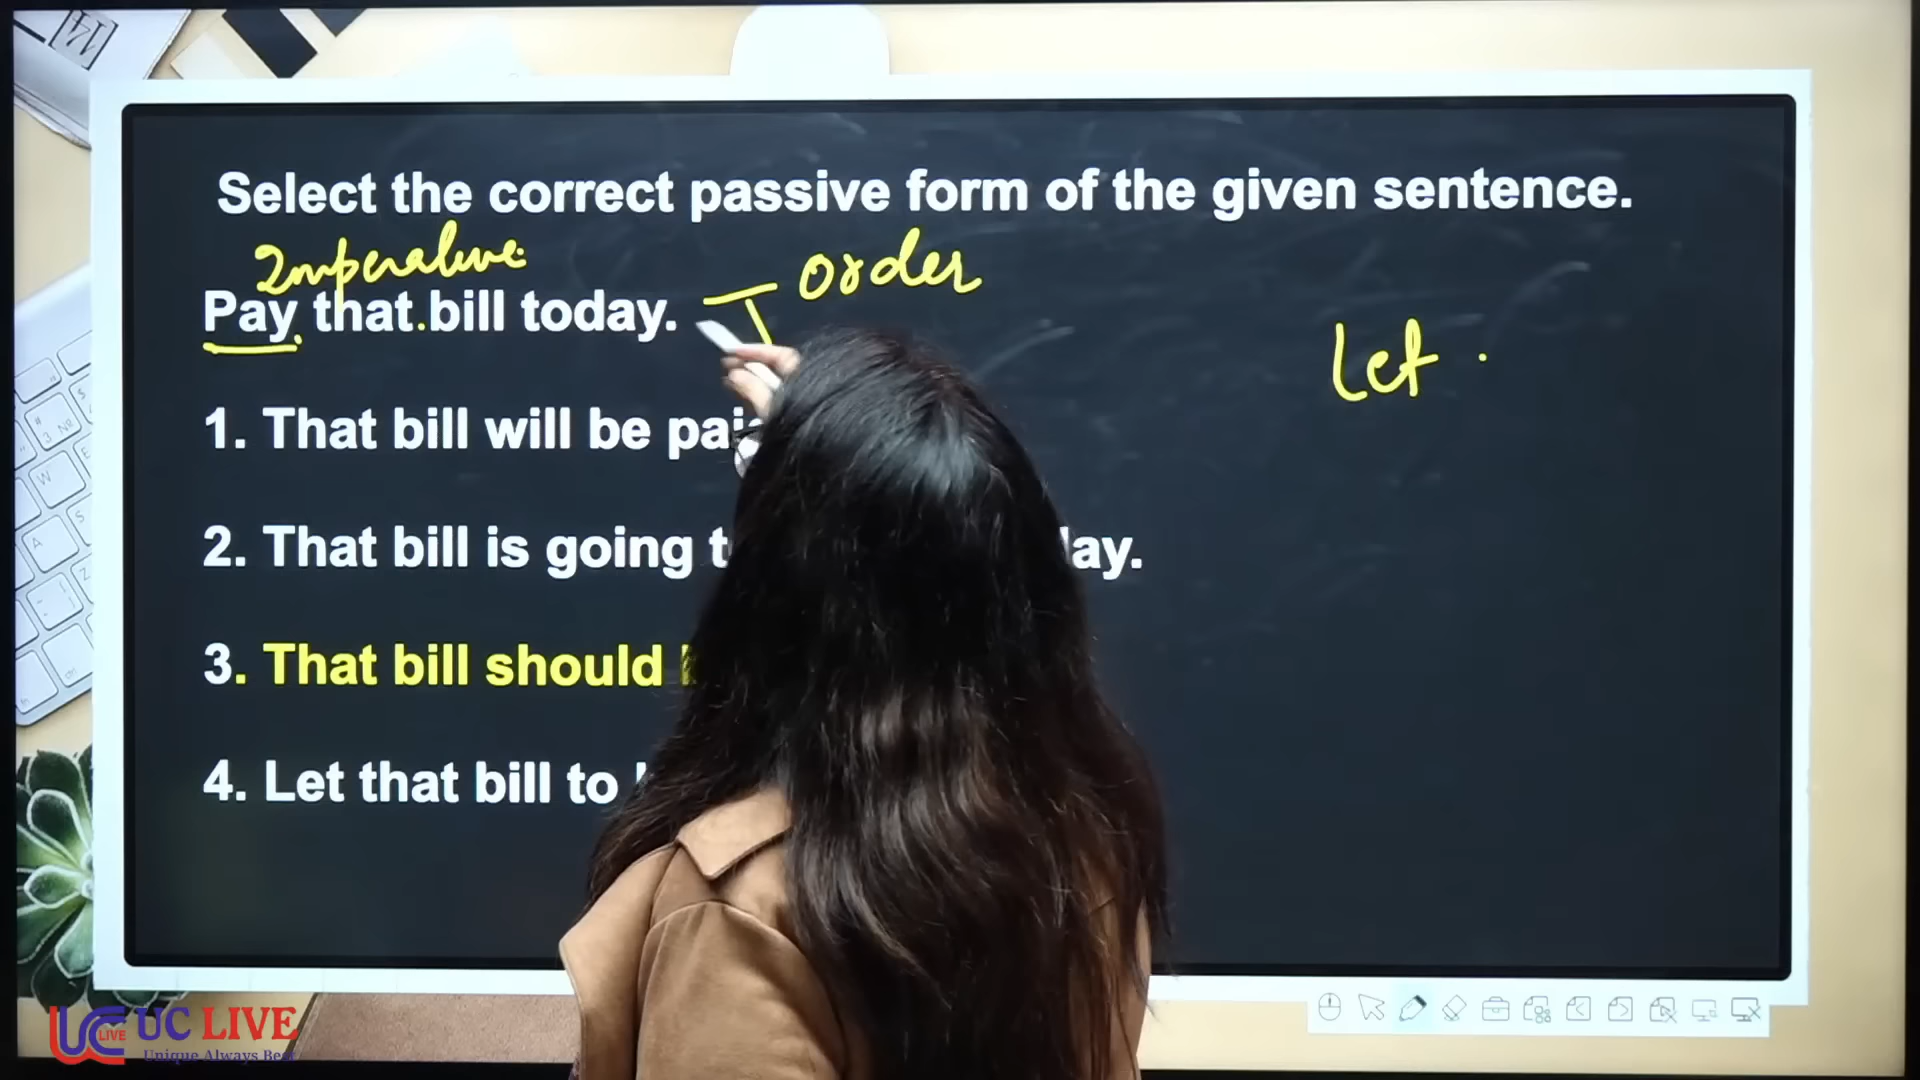 Select the correct passive form of the given sentence.
Imperative
order
Pay that bill today.
Let
1. That bill will be
2. That bill is going
3. That bill should
4. Let that bill to
UC LIVE
LIVE
Unique Always Best